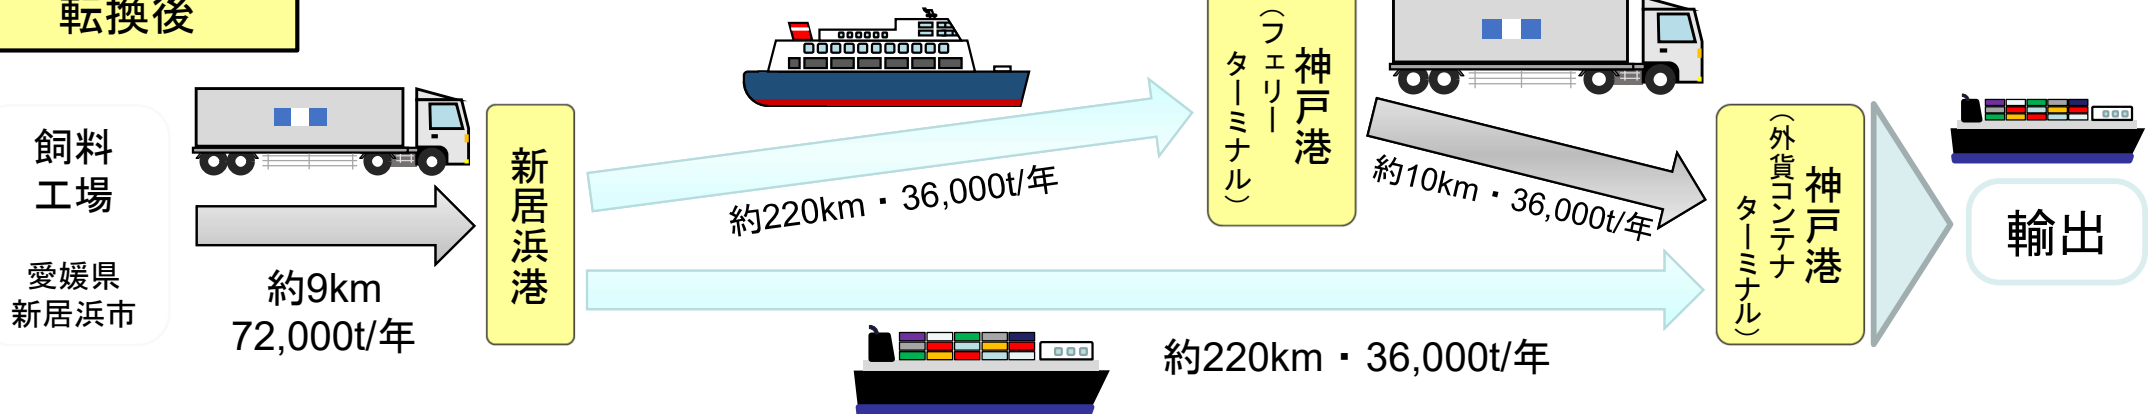 転換後
飼料
工場
愛媛県
新居浜市
約9km
72,000t/年
新居浜港
約220km・36,000t/年
神戸港
（フェリー
ターミナル）
約10km・36,000t/年
約220km・36,000t/年
神戸港
（外貨コンテナ
ターミナル）
輸出